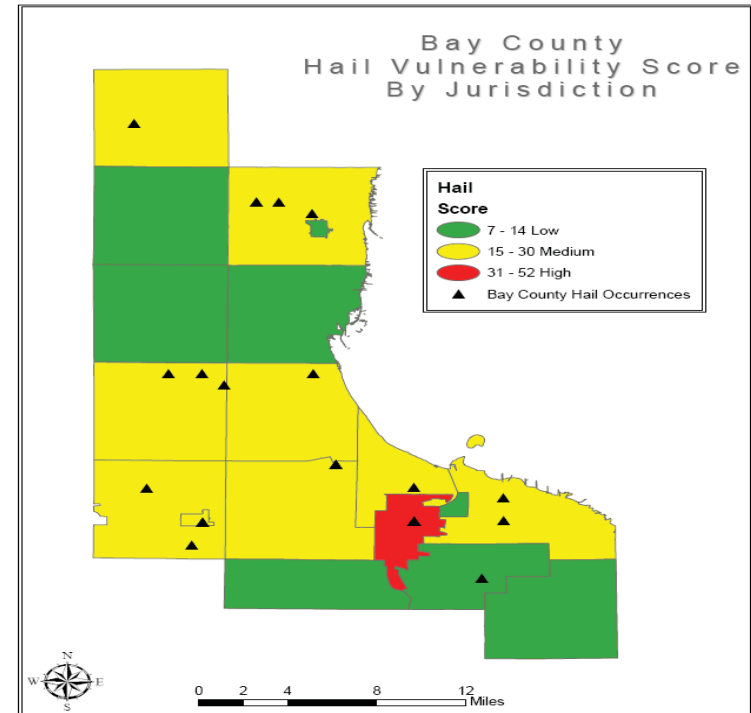 Bay County
Hail Vulnerability Score
By Jurisdiction
Hail
Score
7 - 14 Low
15 - 30 Medium
31 - 52 High
Bay County Hail Occurrences
N
W E
S
0 2 4 8 12
Miles